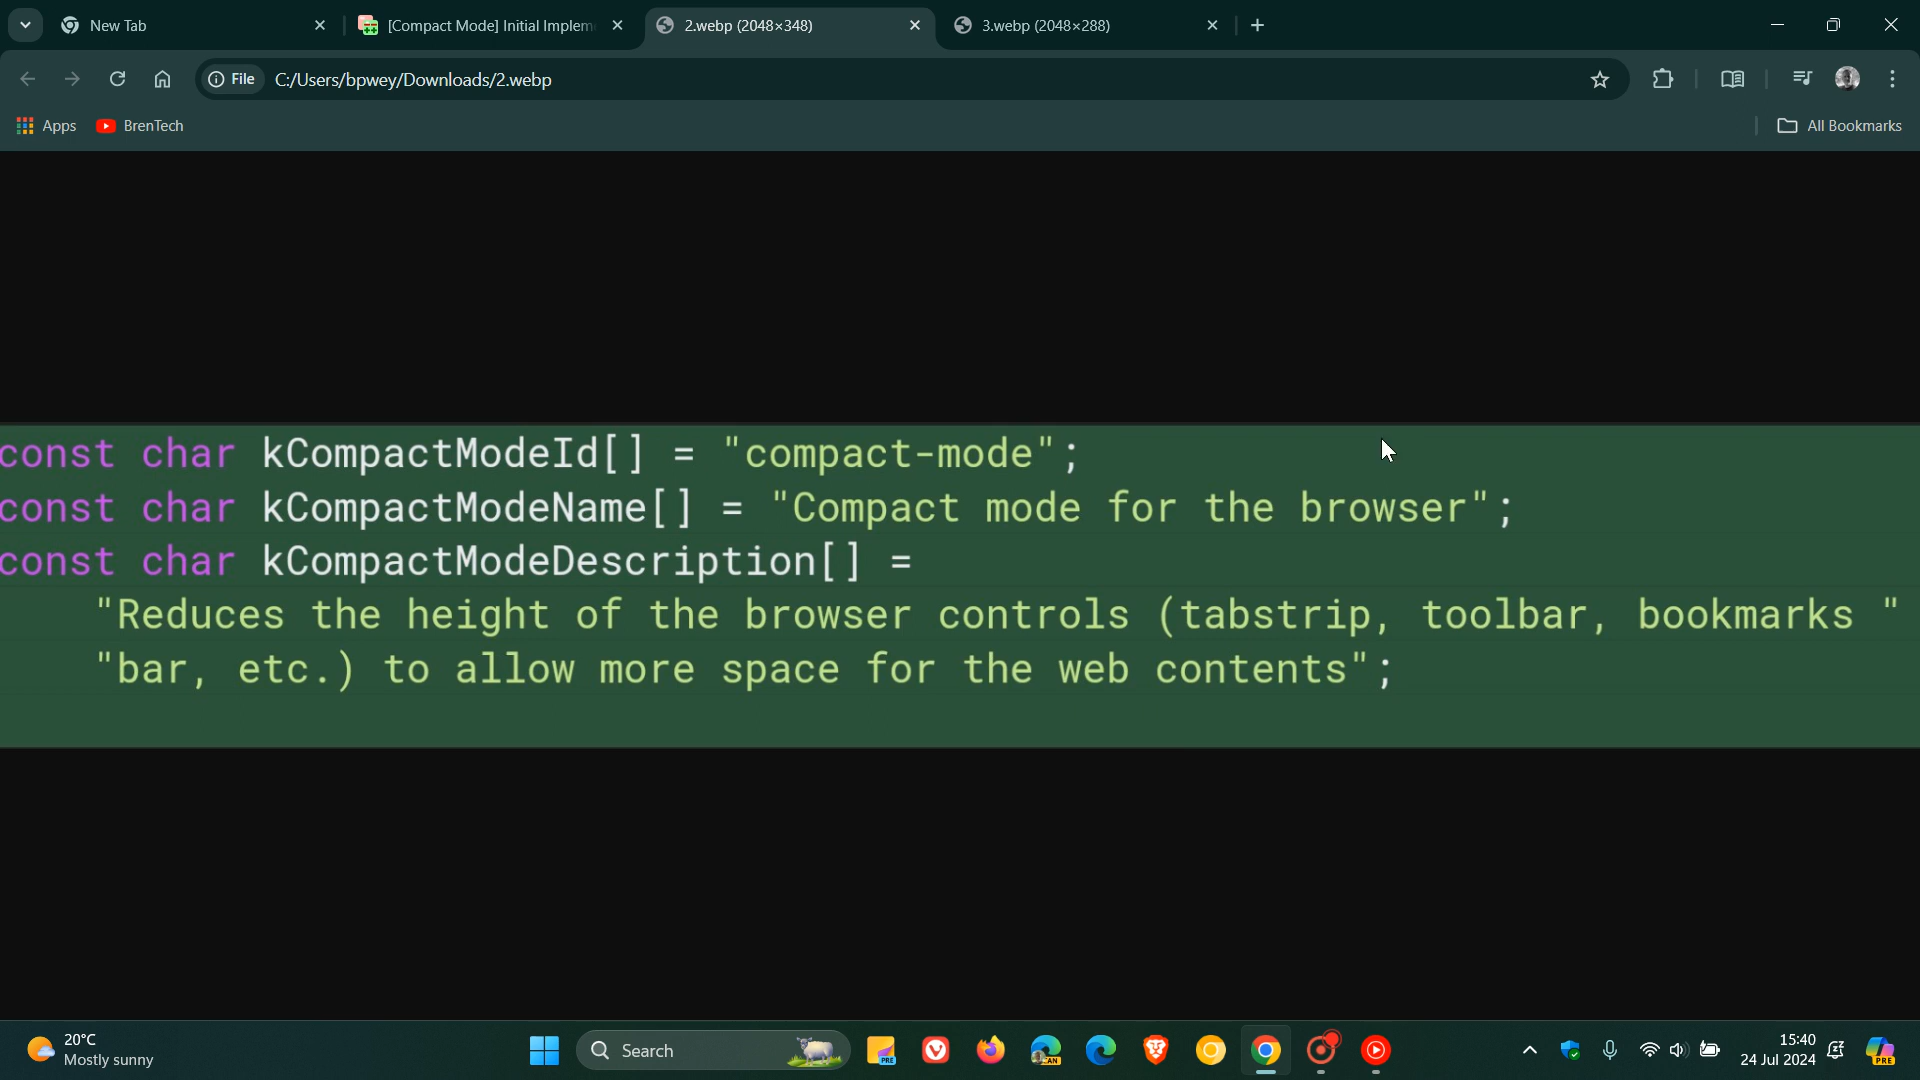 New Tab
[Compact Mode] Initial Implem
2.webp (2048×348)
3.webp (2048×288)
File
C:/Users/bpwey/Downloads/2.webp
Apps
BrenTech
All Bookmarks
const char kCompactModeId[] = "compact-mode";
const char kCompactModeName[] = "Compact mode for the browser";
const char kCompactModeDescription[] =
"Reduces the height of the browser controls (tabstrip, toolbar, bookmarks "
"bar, etc.) to allow more space for the web contents";
20°C
Mostly sunny
Search
PRE
CAN
15:40
24 Jul 2024
PRE